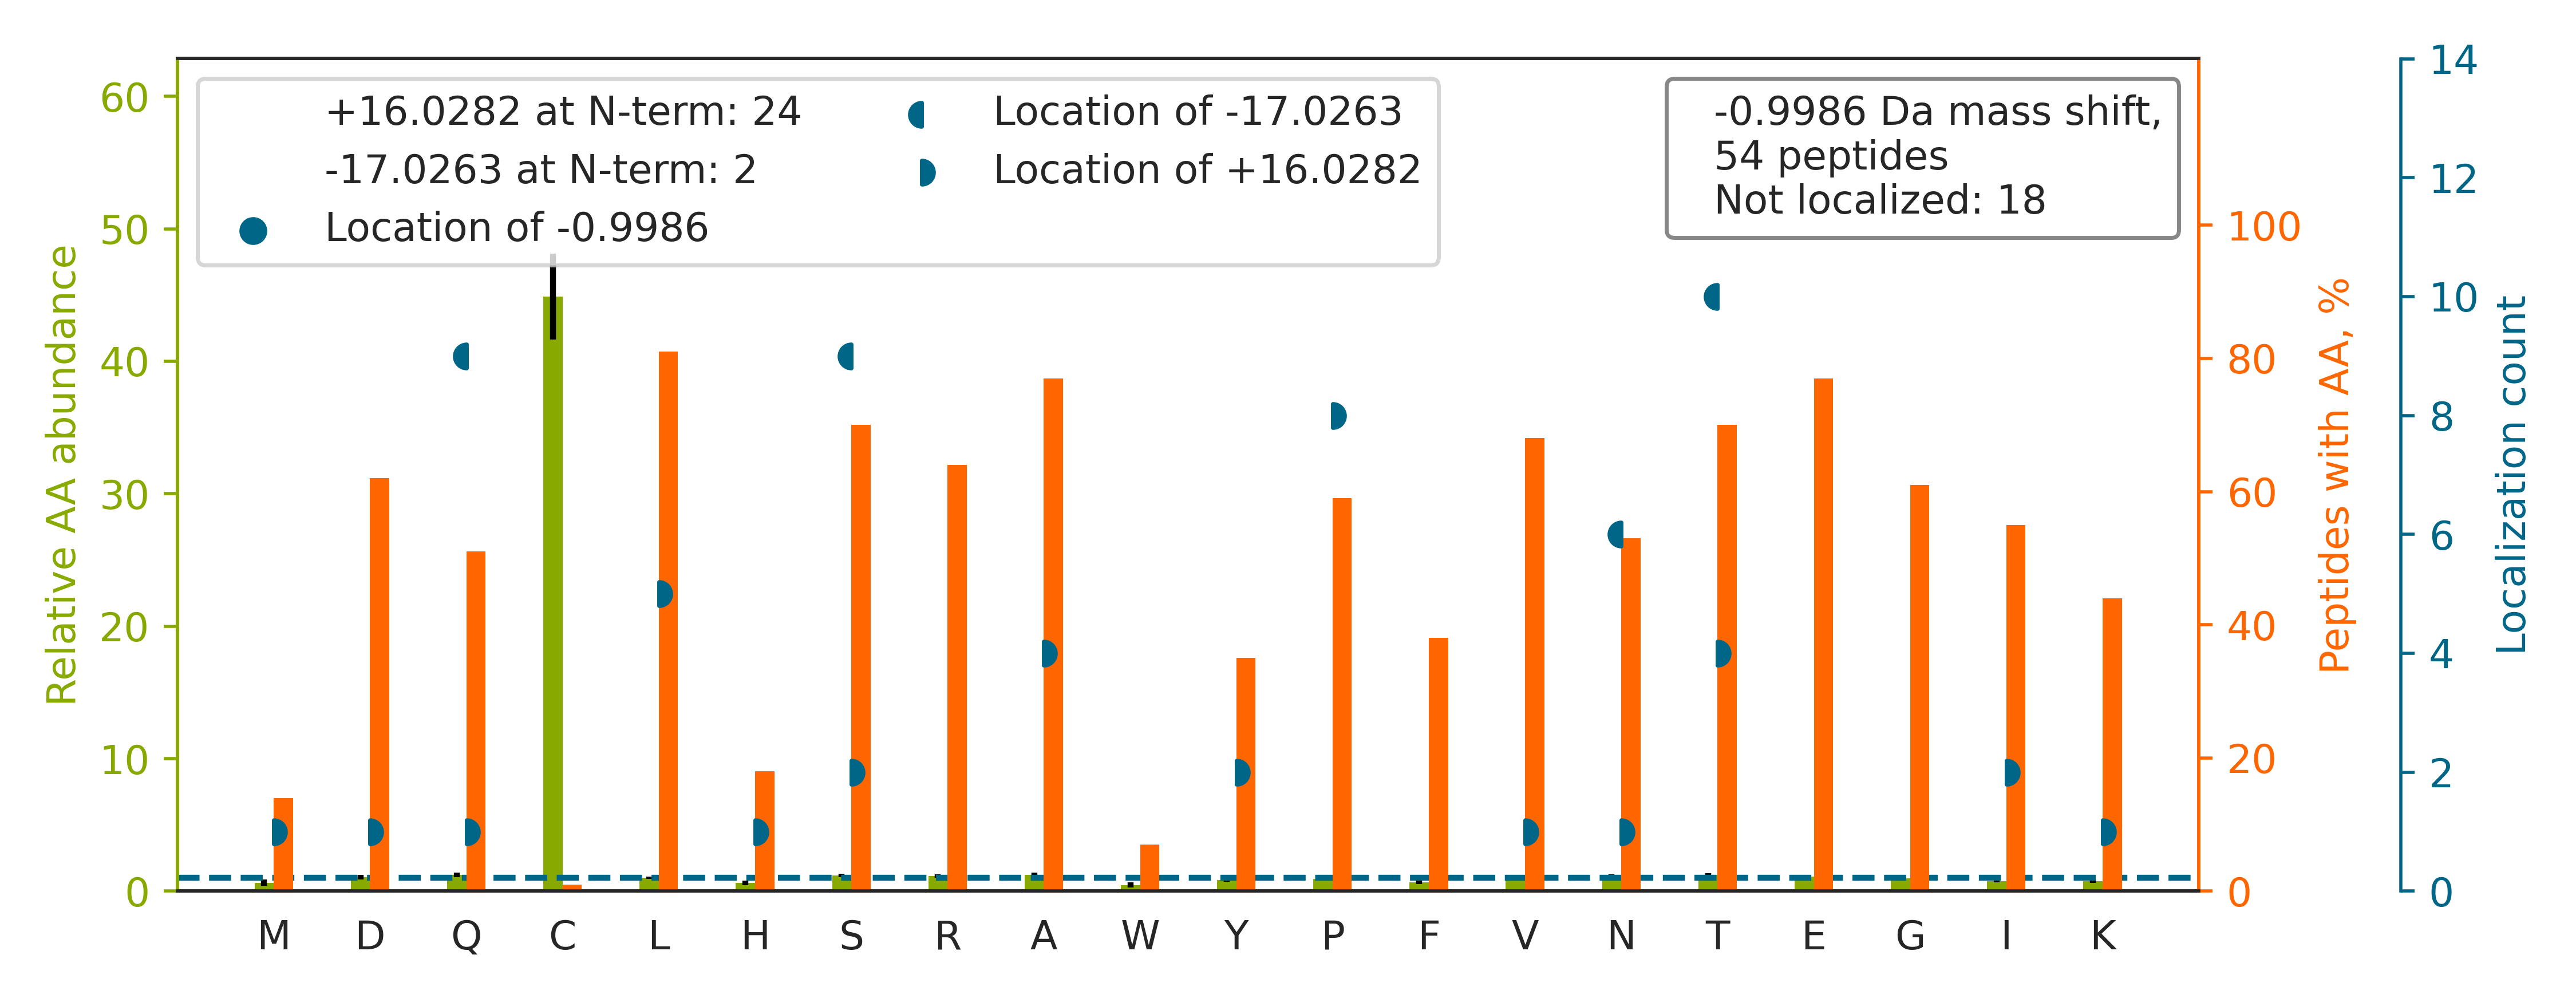 +16.0282 at N-term: 24
-17.0263 at N-term: 2
Location of -0.9986
Location of -17.0263
Location of +16.0282
-0.9986 Da mass shift,
54 peptides
Not localized: 18
Relative AA abundance
60
50
40
30
20
10
0
M D Q C L H S R A W Y P F V N T E G I K
100
80
60
40
20
0
Peptides with AA, %
14
12
10
8
6
4
2
0
Localization count